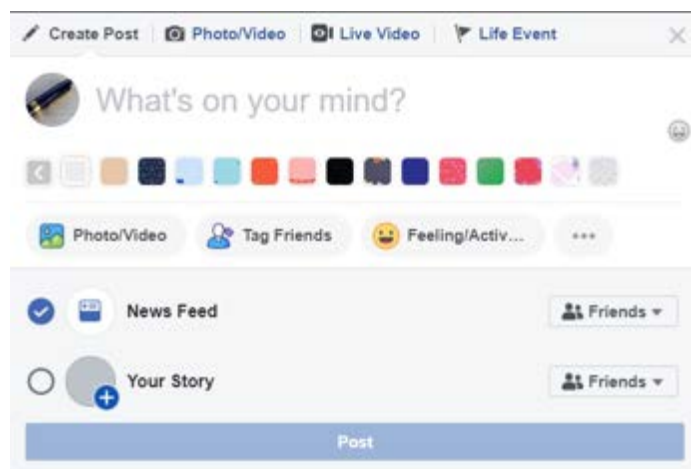 Create Post Photo/Video Live Video Life Event
What's on your mind?
Photo/Video Tag Friends Feeling/Activ...
News Feed Friends
Your Story Friends
Post